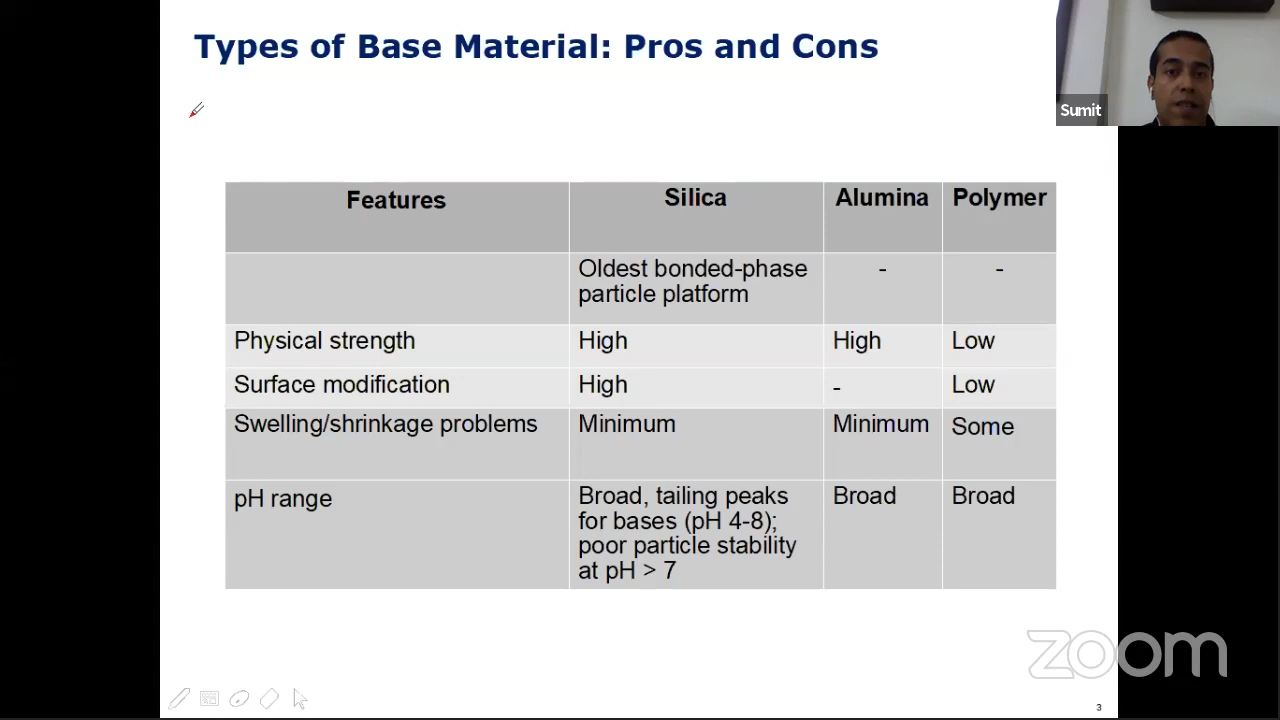 Types of Base Material: Pros and Cons
Sumit
Features
Silica
Alumina
Polymer
Oldest bonded-phase
particle platform
-
-
Physical strength
High
High
Low
Surface modification
High
-
Low
Swelling/shrinkage problems
Minimum
Minimum
Some
pH range
Broad, tailing peaks
for bases (pH 4-8);
poor particle stability
at pH > 7
Broad
Broad
zoom
3